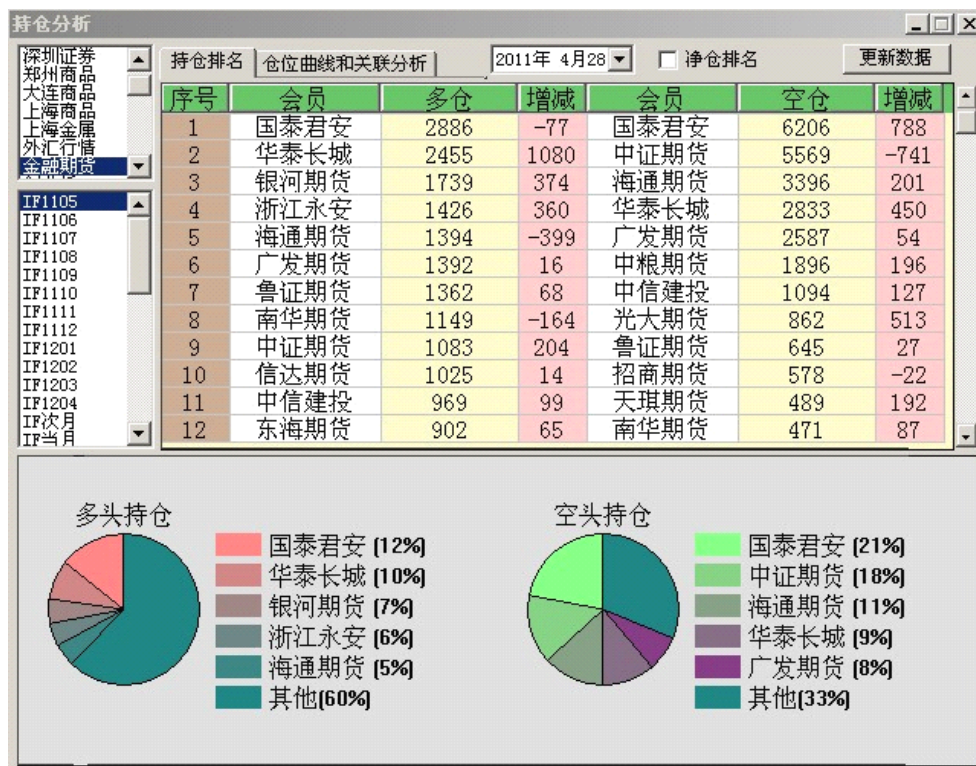 持仓分析
深圳证券
郑州商品
大连商品
上海商品
上海金属
外汇行情
金融期货
持仓排名 仓位曲线和关联分析 2011年 4月28 净仓排名 更新数据
序号 会员 多仓 增减 会员 空仓 增减
1 国泰君安 2886 -77 国泰君安 6206 788
2 华泰长城 2455 1080 中证期货 5569 -741
3 银河期货 1739 374 海通期货 3396 201
4 浙江永安 1426 360 华泰长城 2833 450
5 海通期货 1394 -399 广发期货 2587 54
6 广发期货 1392 16 中粮期货 1896 196
7 鲁证期货 1362 68 中信建投 1094 127
8 南华期货 1149 -164 光大期货 862 513
9 中证期货 1083 204 鲁证期货 645 27
10 信达期货 1025 14 招商期货 578 -22
11 中信建投 969 99 天琪期货 489 192
12 东海期货 902 65 南华期货 471 87
IF1105
IF1106
IF1107
IF1108
IF1109
IF1110
IF1111
IF1112
IF1201
IF1202
IF1203
IF1204
IF次月
IF当月
多头持仓
国泰君安 (12%)
华泰长城 (10%)
银河期货 (7%)
浙江永安 (6%)
海通期货 (5%)
其他(60%)
空头持仓
国泰君安 (21%)
中证期货 (18%)
海通期货 (11%)
华泰长城 (9%)
广发期货 (8%)
其他(33%)